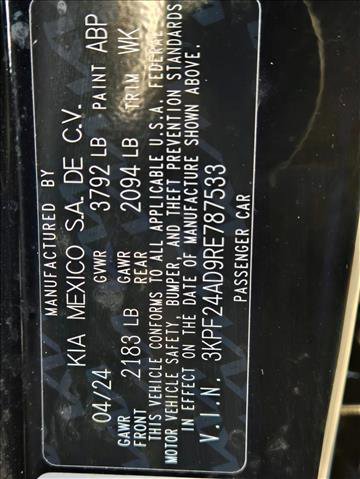 MANUFACTURED BY
KIA MEXICO S.A. DE C.V.
04/24 GVWR 3792 LB PAINT ABP
GAWR FRONT 2183 LB GAWR REAR 2094 LB TRIM WK
THIS VEHICLE CONFORMS TO ALL APPLICABLE U.S.A. FEDERAL
MOTOR VEHICLE SAFETY, BUMPER, AND THEFT PREVENTION STANDARDS
IN EFFECT ON THE DATE OF MANUFACTURE SHOWN ABOVE.
V.I.N. 3KPF24AD9RE787533
PASSENGER CAR